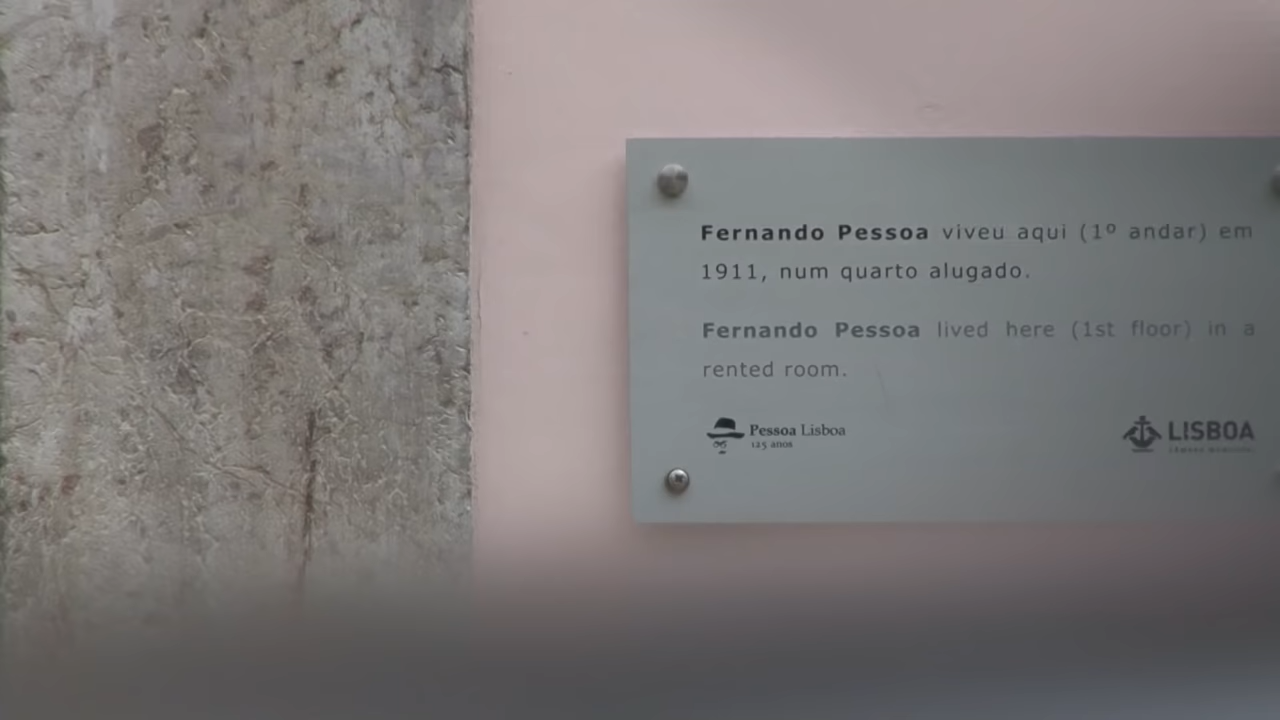 Fernando Pessoa viveu aqui (1º andar) em
1911, num quarto alugado.
Fernando Pessoa lived here (1st floor) in a
rented room.
Pessoa Lisboa
125 anos
LISBOA